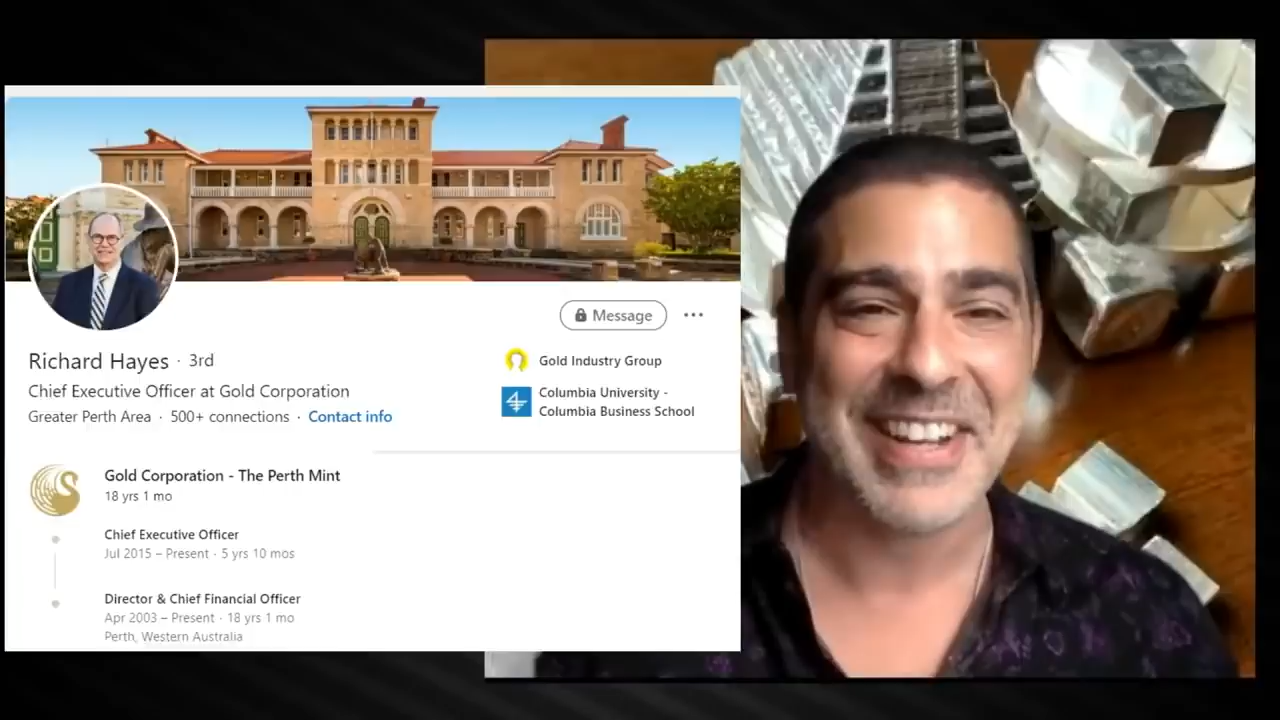 Message
Richard Hayes · 3rd
Chief Executive Officer at Gold Corporation
Greater Perth Area · 500+ connections · Contact info
Gold Industry Group
Columbia University -
Columbia Business School
Gold Corporation - The Perth Mint
18 yrs 1 mo
Chief Executive Officer
Jul 2015 – Present · 5 yrs 10 mos
Director & Chief Financial Officer
Apr 2003 – Present · 18 yrs 1 mo
Perth, Western Australia